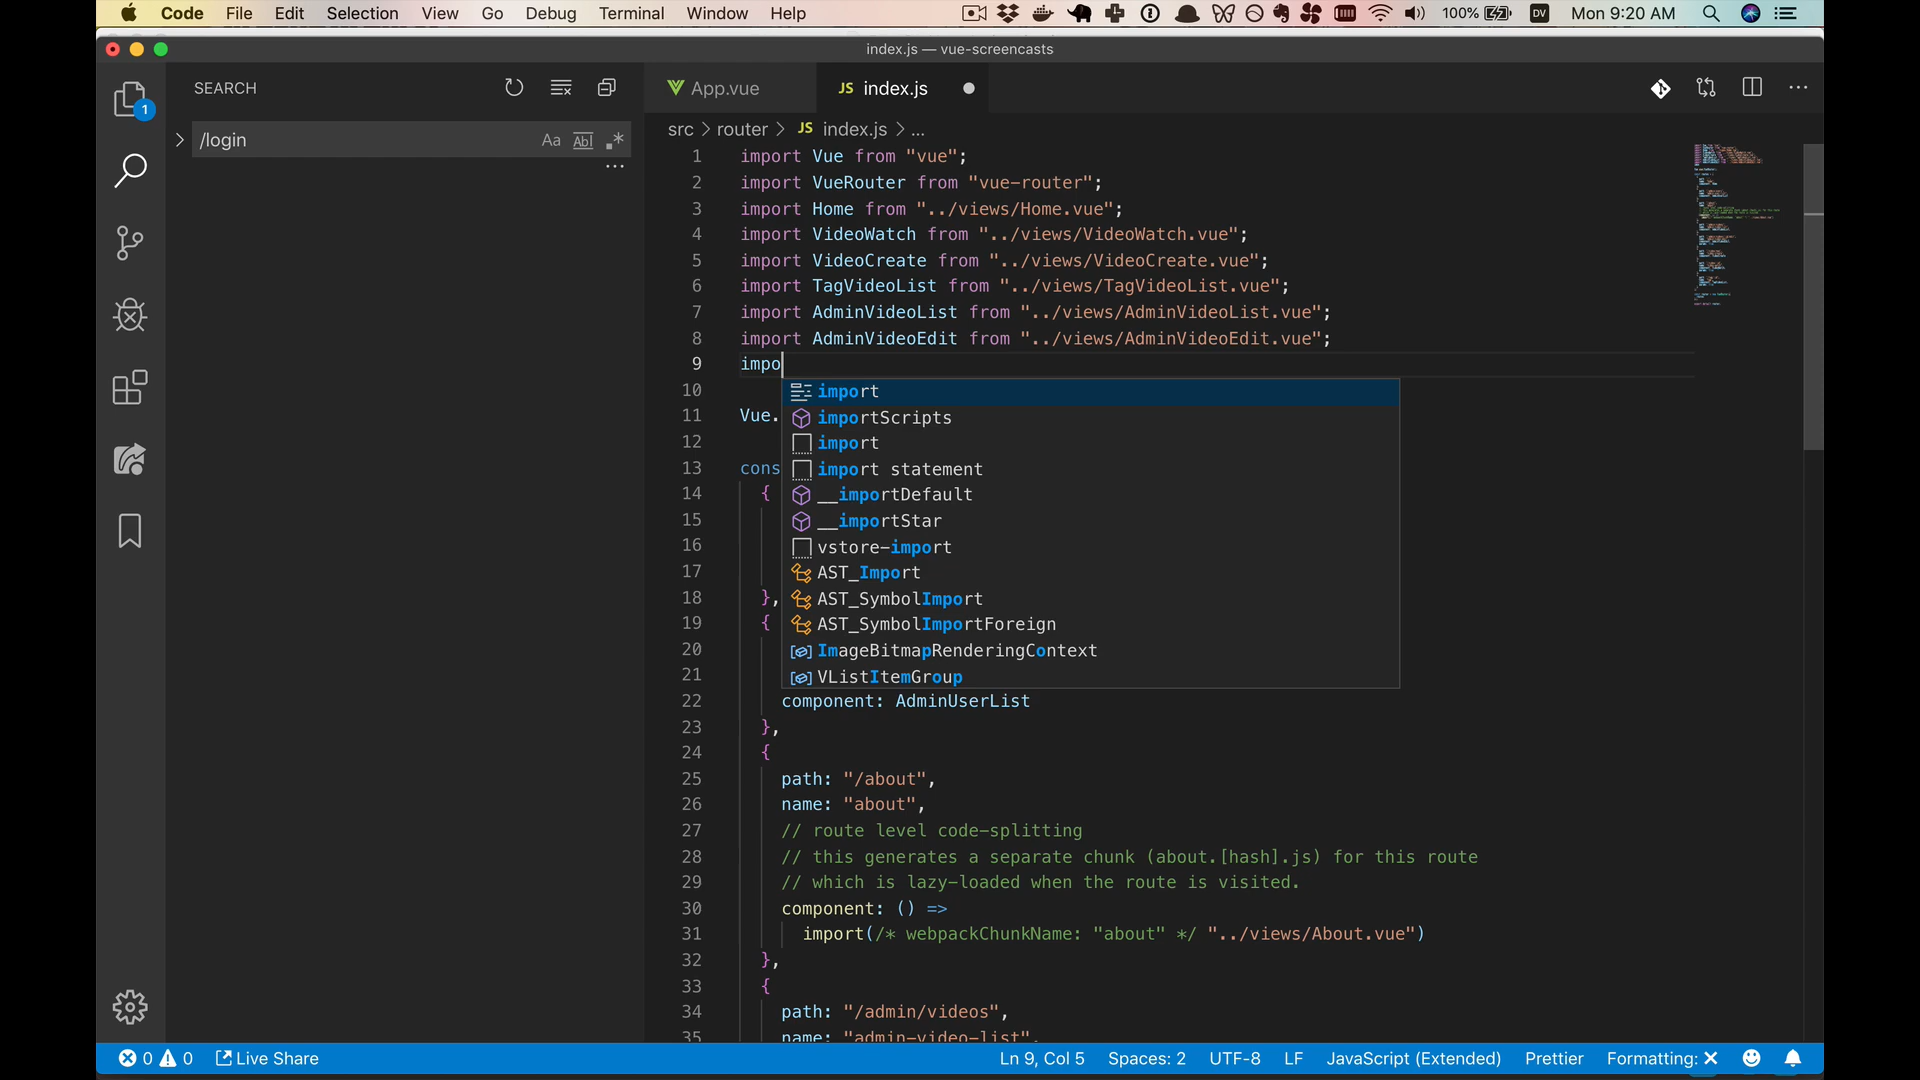 Code File Edit Selection View Go Debug Terminal Window Help 100% DV Mon 9:20 AM
index.js — vue-screencasts
SEARCH
/login
Aa Abl .*
1
App.vue
JS index.js
src > router > JS index.js > ...
1 import Vue from "vue";
2 import VueRouter from "vue-router";
3 import Home from "../views/Home.vue";
4 import VideoWatch from "../views/VideoWatch.vue";
5 import VideoCreate from "../views/VideoCreate.vue";
6 import TagVideoList from "../views/TagVideoList.vue";
7 import AdminVideoList from "../views/AdminVideoList.vue";
8 import AdminVideoEdit from "../views/AdminVideoEdit.vue";
9 impo
10 import
importScripts
11 Vue.
12 import
13 cons import statement
14 { __importDefault
15 __importStar
16 vstore-import
17 AST_Import
18 }, AST_SymbolImport
19 { AST_SymbolImportForeign
20 ImageBitmapRenderingContext
21 VListItemGroup
22 component: AdminUserList
23 },
24 {
25 path: "/about",
26 name: "about",
27 // route level code-splitting
28 // this generates a separate chunk (about.[hash].js) for this route
29 // which is lazy-loaded when the route is visited.
30 component: () =>
31 import(/* webpackChunkName: "about" */ "../views/About.vue")
32 },
33 {
34 path: "/admin/videos",
35 name: "admin-video-list",
0 0 Live Share Ln 9, Col 5 Spaces: 2 UTF-8 LF JavaScript (Extended) Prettier Formatting: ✕